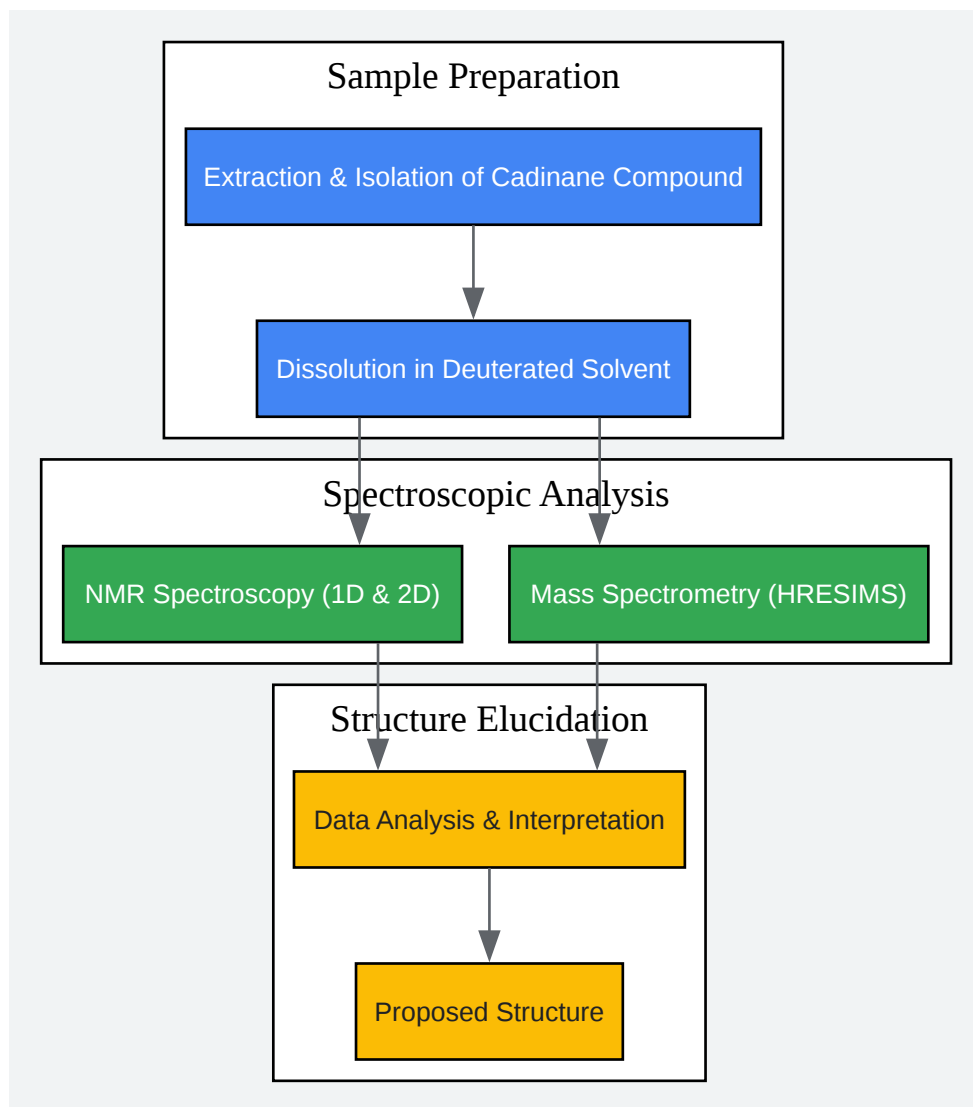 Sample Preparation
Extraction & Isolation of Cadinane Compound
Dissolution in Deuterated Solvent
Spectroscopic Analysis
NMR Spectroscopy (1D & 2D)
Mass Spectrometry (HRESIMS)
Structure Elucidation
Data Analysis & Interpretation
Proposed Structure